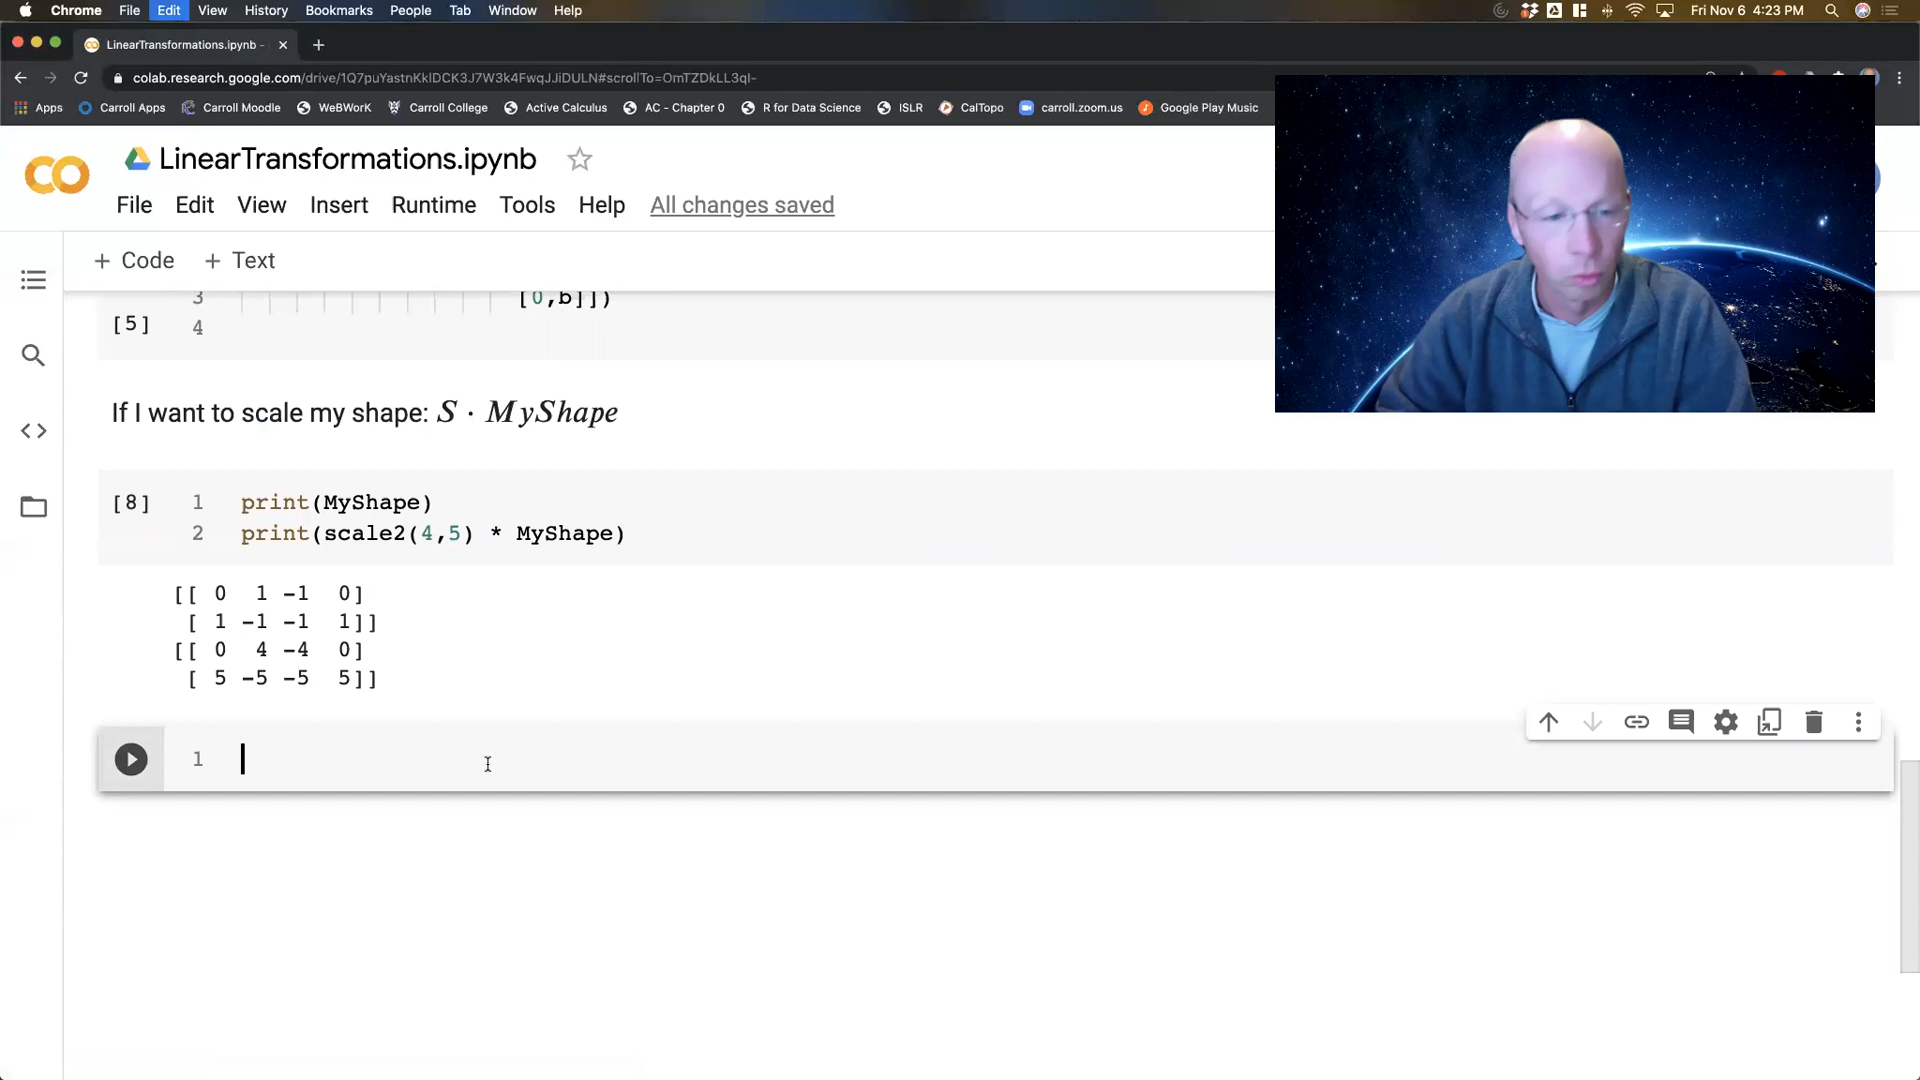 Chrome File Edit View History Bookmarks People Tab Window Help Fri Nov 6 4:23 PM
LinearTransformations.ipynb -
colab.research.google.com/drive/1Q7puYastnKklDCK3J7W3k4FwqJJiDULN#scrollTo=OmTZDkLL3qI-
Apps Carroll Apps Carroll Moodle WeBWorK Carroll College Active Calculus AC - Chapter 0 R for Data Science ISLR CalTopo carroll.zoom.us Google Play Music
CO LinearTransformations.ipynb
File Edit View Insert Runtime Tools Help All changes saved
+ Code + Text
3 [0,b]])
[5] 4
If I want to scale my shape: S · MyShape
[8] 1 print(MyShape)
2 print(scale2(4,5) * MyShape)
[[ 0 1 -1 0]
[ 1 -1 -1 1]]
[[ 0 4 -4 0]
[ 5 -5 -5 5]]
1